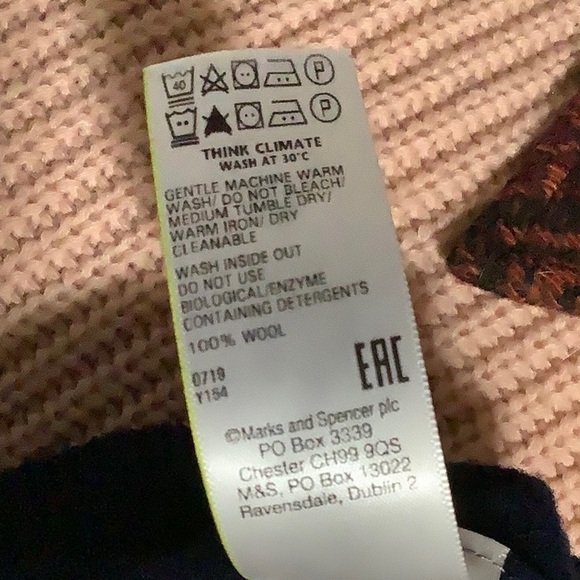 40 P
P
THINK CLIMATE
WASH AT 30°C
GENTLE MACHINE WARM
WASH/ DO NOT BLEACH/
MEDIUM TUMBLE DRY/
WARM IRON/ DRY
CLEANABLE
WASH INSIDE OUT
DO NOT USE
BIOLOGICAL/ENZYME
CONTAINING DETERGENTS
100% WOOL
EAC
0719
Y154
©Marks and Spencer plc
PO Box 3339
Chester CH99 9QS
M&S, PO Box 13022
Ravensdale, Dublin 2